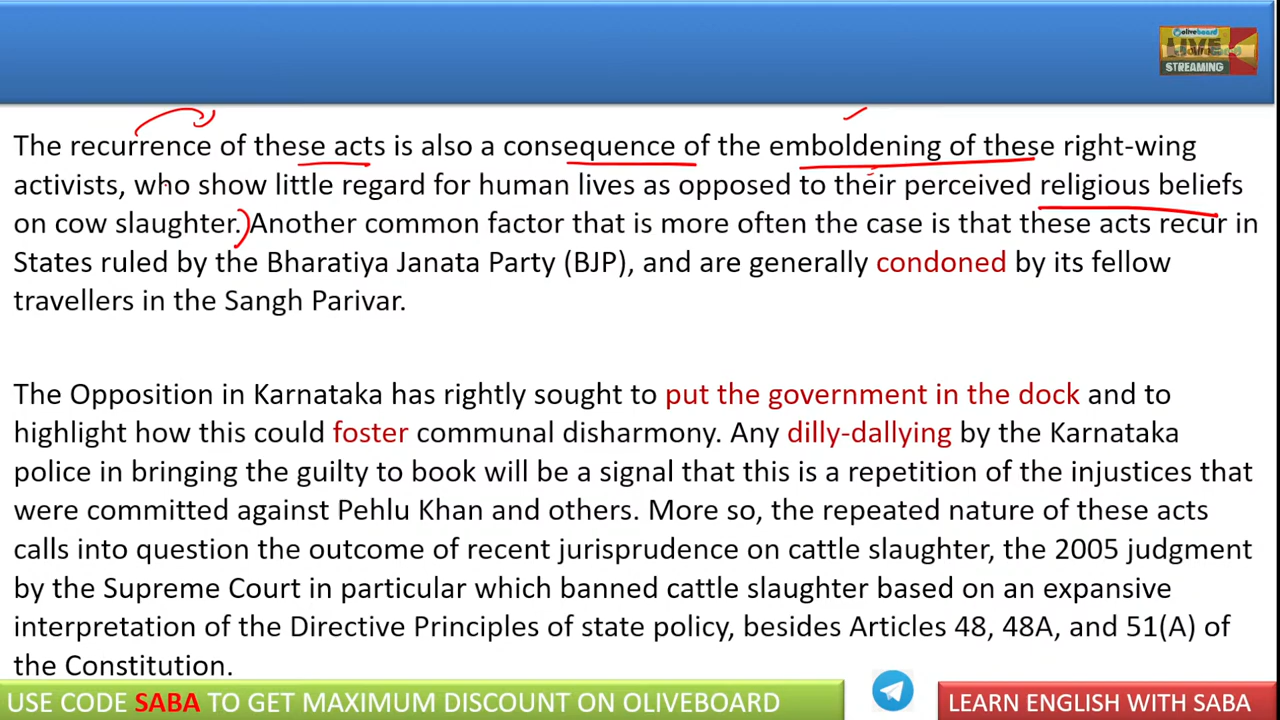 oliveboard
LIVE
STREAMING
The recurrence of these acts is also a consequence of the emboldening of these right-wing
activists, who show little regard for human lives as opposed to their perceived religious beliefs
on cow slaughter. Another common factor that is more often the case is that these acts recur in
States ruled by the Bharatiya Janata Party (BJP), and are generally condoned by its fellow
travellers in the Sangh Parivar.
The Opposition in Karnataka has rightly sought to put the government in the dock and to
highlight how this could foster communal disharmony. Any dilly-dallying by the Karnataka
police in bringing the guilty to book will be a signal that this is a repetition of the injustices that
were committed against Pehlu Khan and others. More so, the repeated nature of these acts
calls into question the outcome of recent jurisprudence on cattle slaughter, the 2005 judgment
by the Supreme Court in particular which banned cattle slaughter based on an expansive
interpretation of the Directive Principles of state policy, besides Articles 48, 48A, and 51(A) of
the Constitution.
USE CODE SABA TO GET MAXIMUM DISCOUNT ON OLIVEBOARD
LEARN ENGLISH WITH SABA